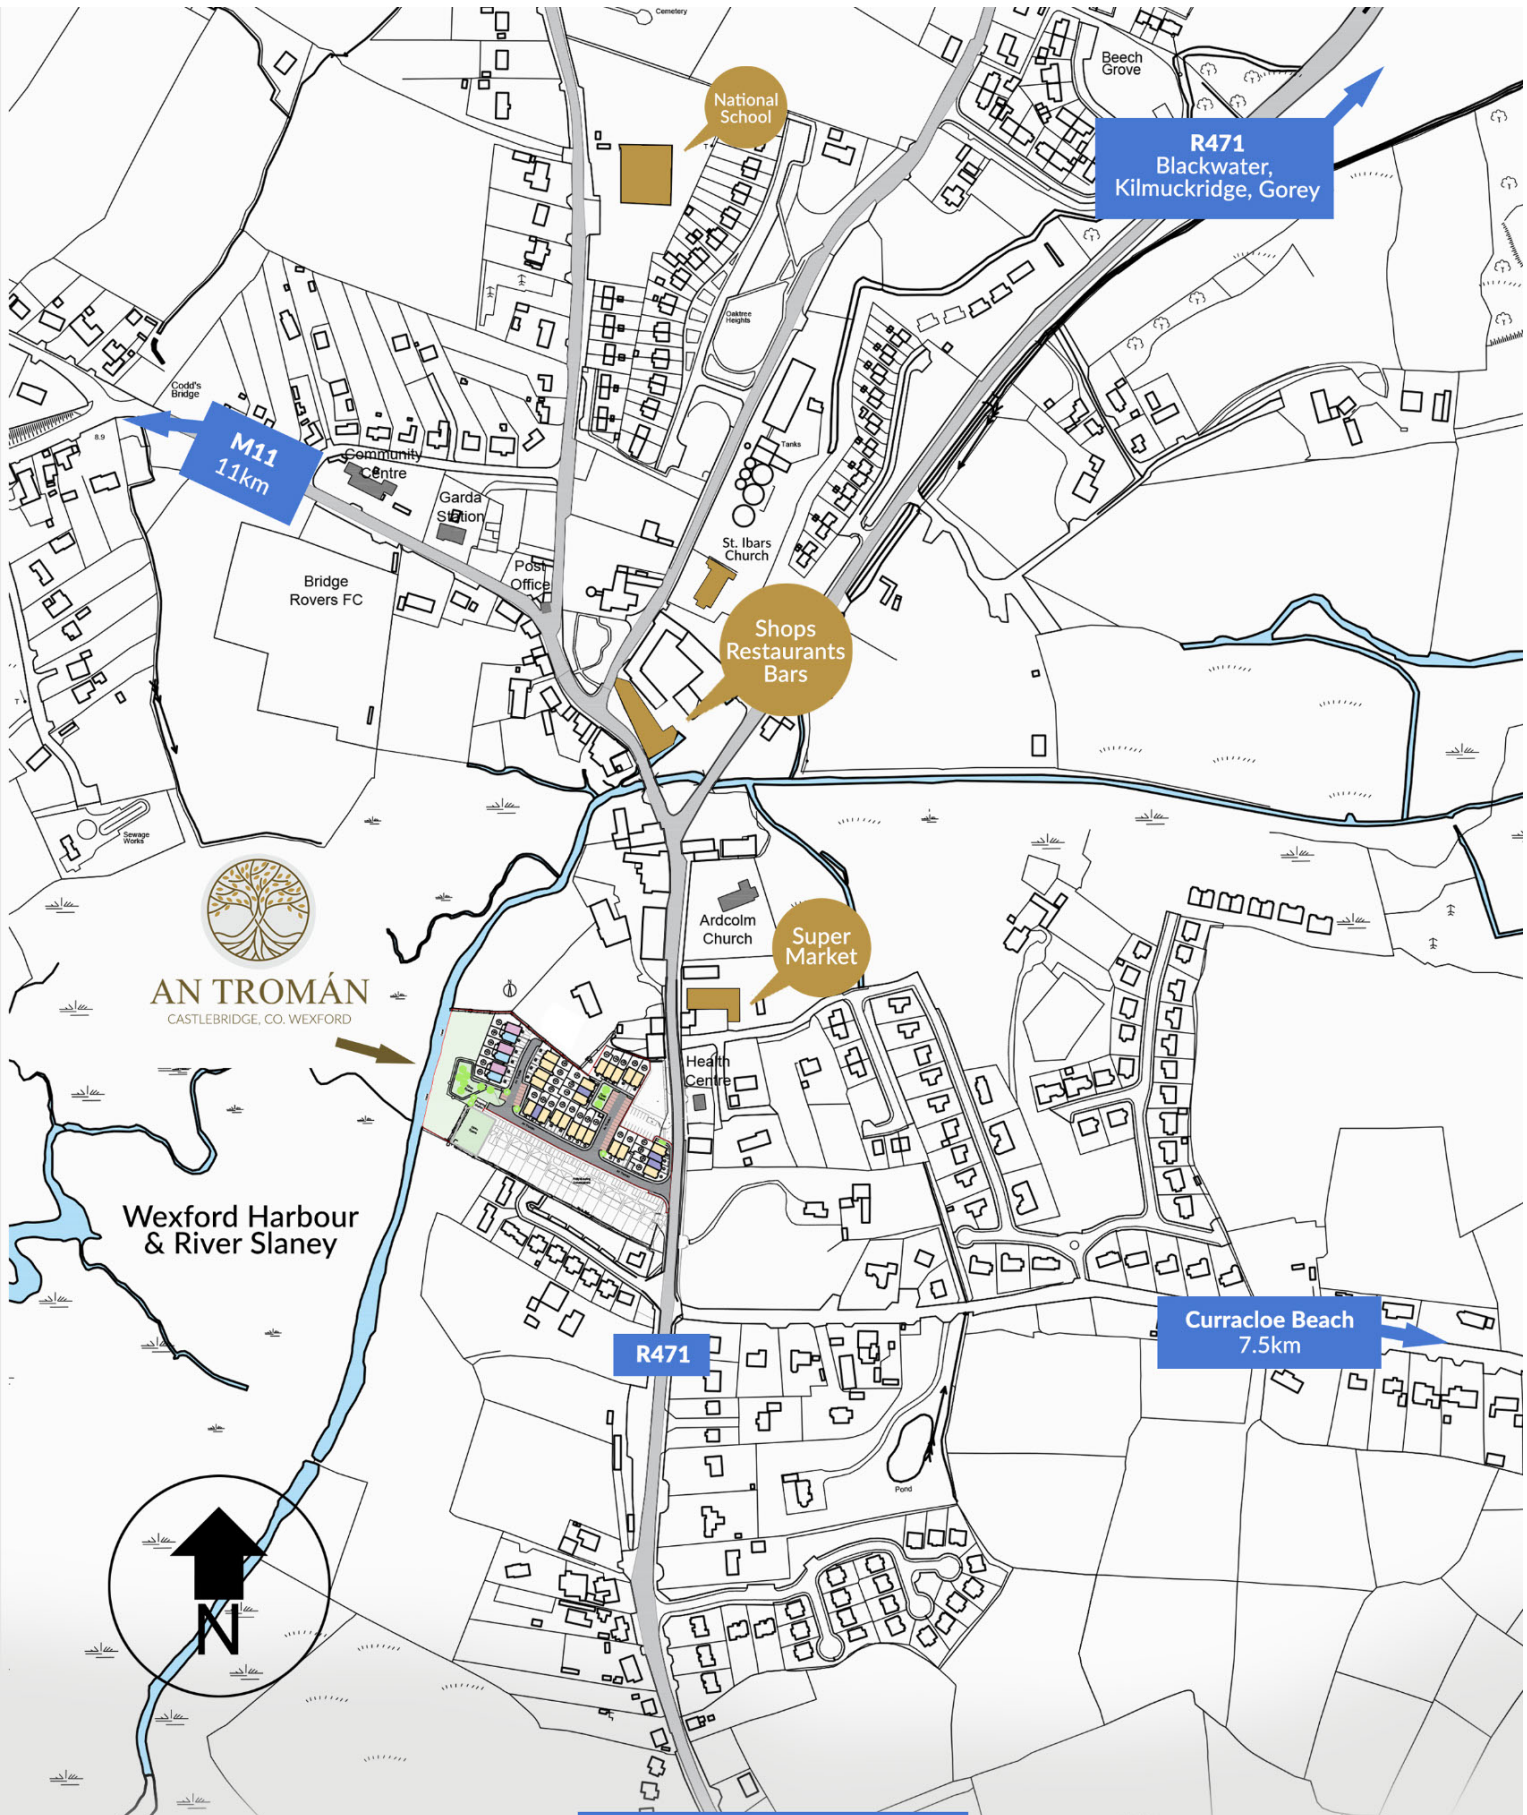 Cemetery
Beech
Grove
National
School
R471
Blackwater,
Kilmuckridge, Gorey
Oaktree
Heights
Codd's
Bridge
8.9
M11
11km
Community
Centre
Tanks
Garda
Station
St. Ibars
Church
Post
Office
Bridge
Rovers FC
Shops
Restaurants
Bars
Sewage
Works
Ardcolm
Church
Super
Market
AN TROMÁN
CASTLEBRIDGE, CO. WEXFORD
Health
Centre
Wexford Harbour
& River Slaney
Curracloe Beach
7.5km
R471
Pond
N